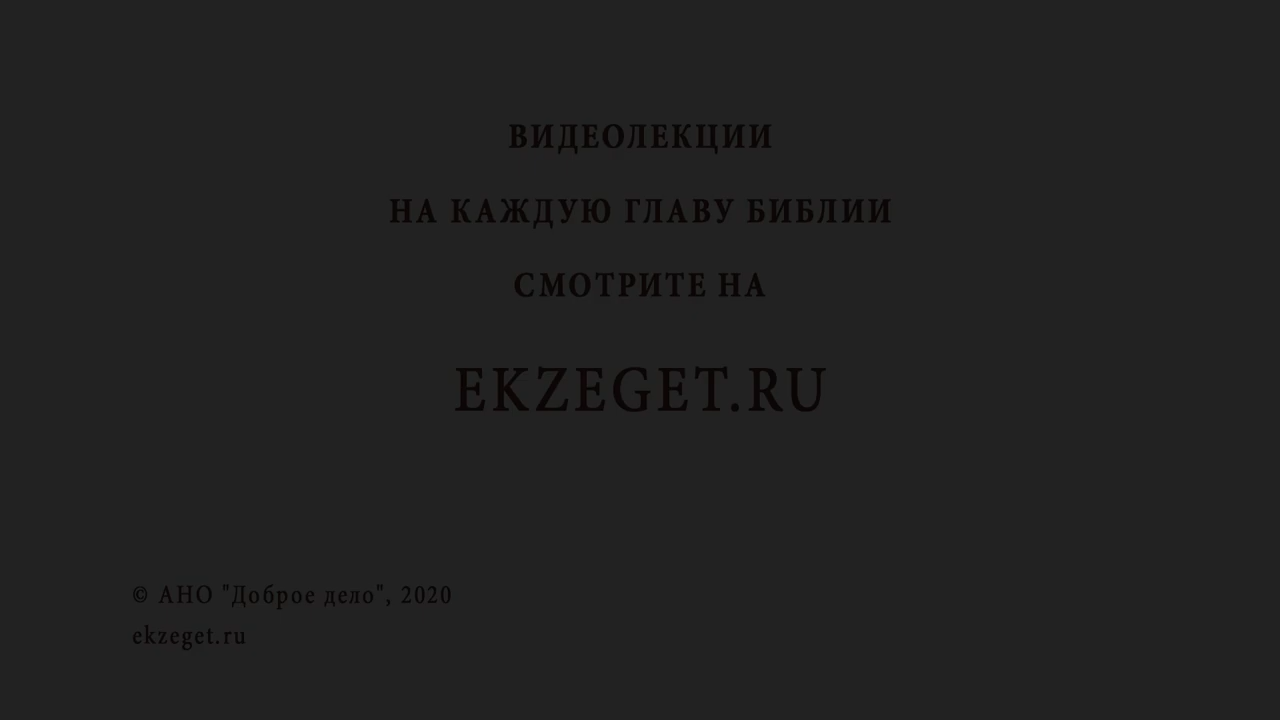 ВИДЕОЛЕКЦИИ
НА КАЖДУЮ ГЛАВУ БИБЛИИ
СМОТРИТЕ НА
EKZEGET.RU
© АНО "Доброе дело", 2020
ekzeget.ru